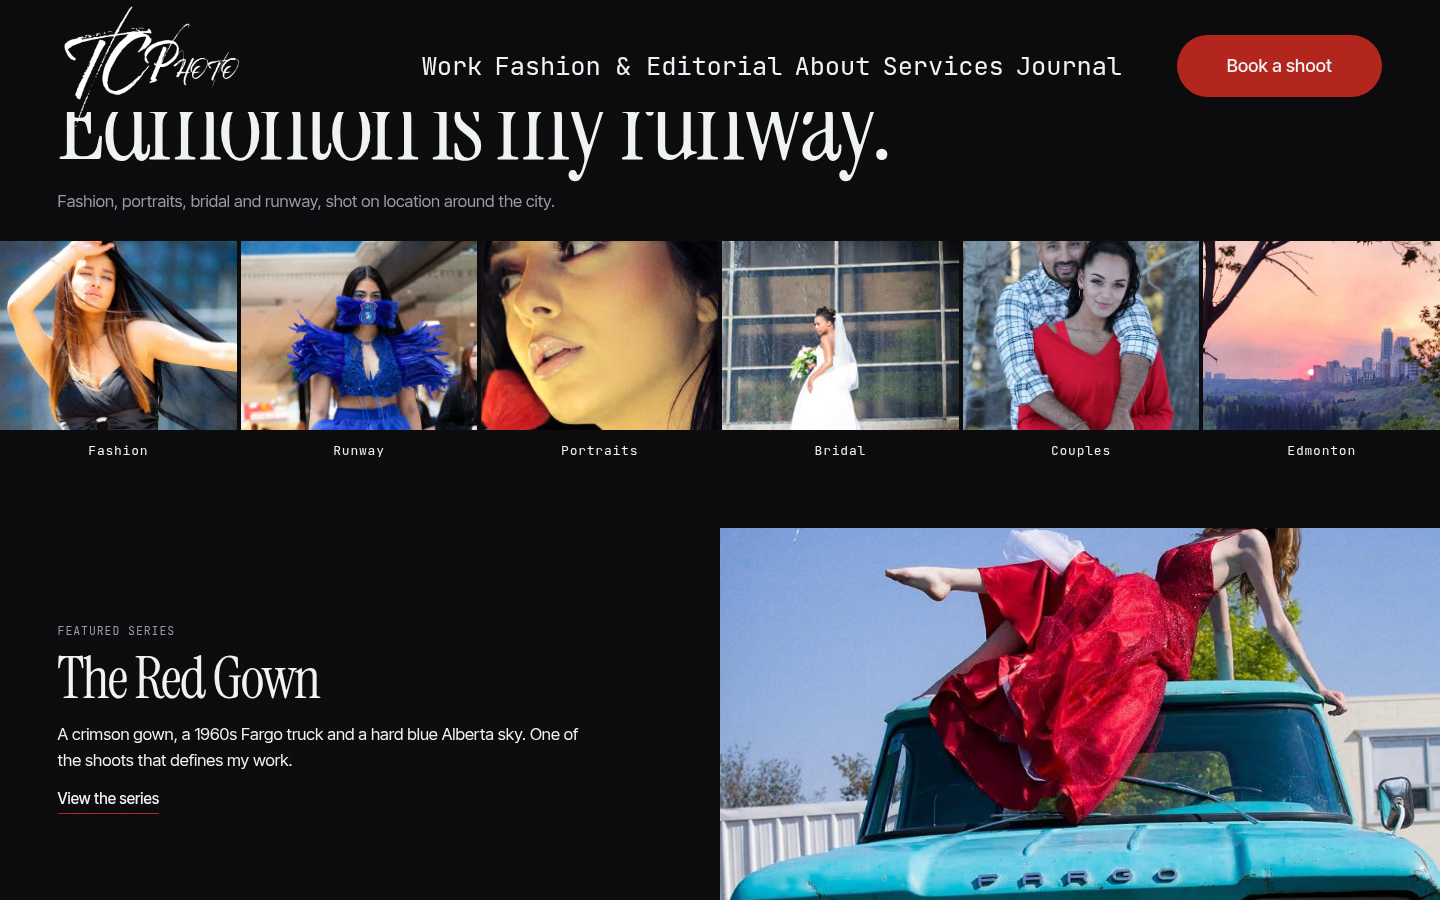 TCPHOTO
Work Fashion & Editorial About Services Journal
Book a shoot
Edmonton is my runway.
Fashion, portraits, bridal and runway, shot on location around the city.
Fashion
Runway
Portraits
Bridal
Couples
Edmonton
FEATURED SERIES
The Red Gown
A crimson gown, a 1960s Fargo truck and a hard blue Alberta sky. One of
the shoots that defines my work.
View the series
FARGO